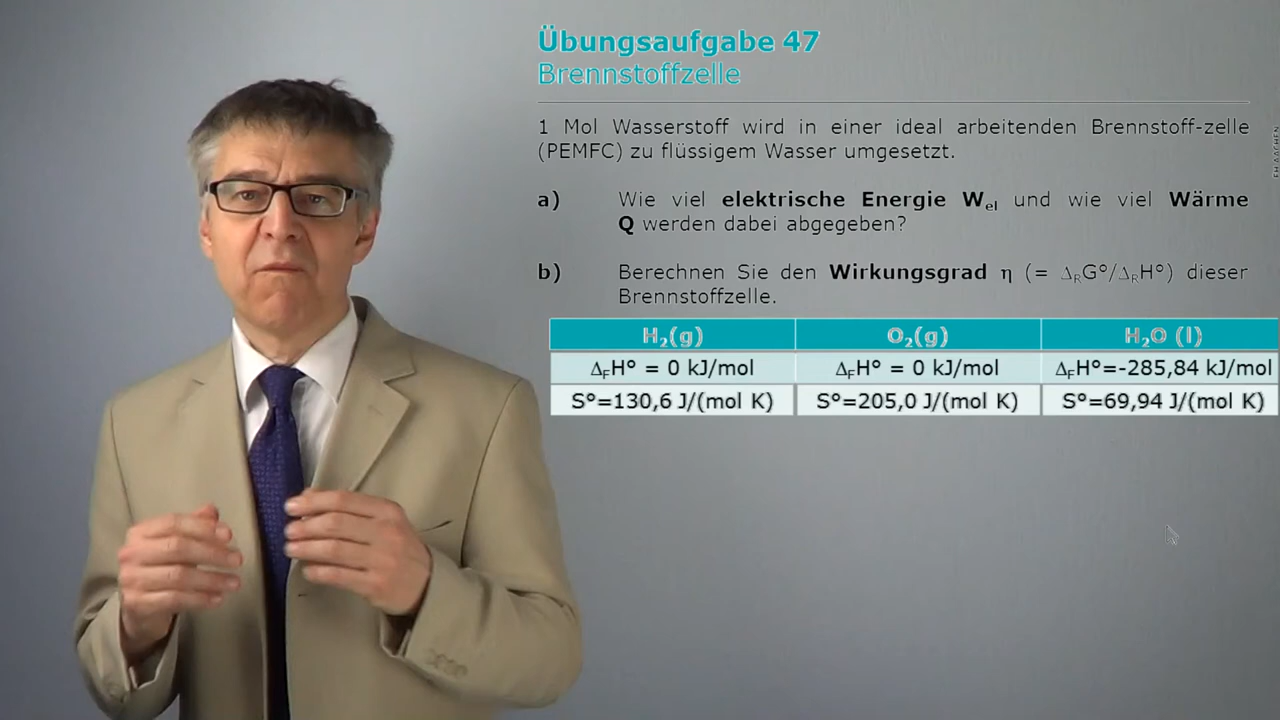 Übungsaufgabe 47
Brennstoffzelle
1 Mol Wasserstoff wird in einer ideal arbeitenden Brennstoff-zelle
(PEMFC) zu flüssigem Wasser umgesetzt.
a) Wie viel elektrische Energie Wel und wie viel Wärme
Q werden dabei abgegeben?
b) Berechnen Sie den Wirkungsgrad η (= ΔRG°/ΔRH°) dieser
Brennstoffzelle.
H2(g) O2(g) H2O (l)
ΔFH° = 0 kJ/mol ΔFH° = 0 kJ/mol ΔFH°=-285,84 kJ/mol
S°=130,6 J/(mol K) S°=205,0 J/(mol K) S°=69,94 J/(mol K)
FH AACHEN